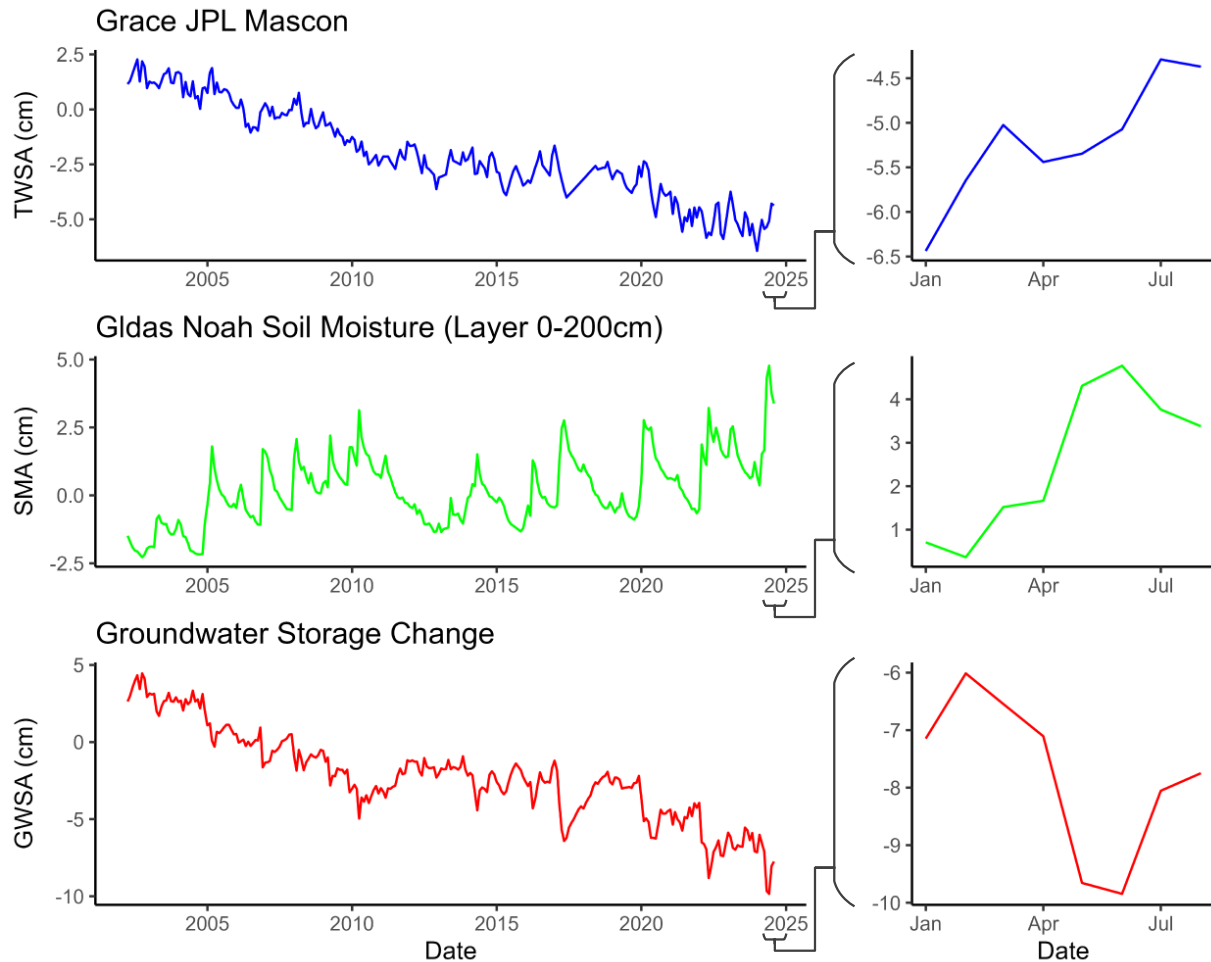 Grace JPL Mascon
TWSA (cm)
2.5
0.0
-2.5
-5.0
2005
2010
2015
2020
2025
-4.5
-5.0
-5.5
-6.0
-6.5
Jan
Apr
Jul
Gldas Noah Soil Moisture (Layer 0-200cm)
SMA (cm)
5.0
2.5
0.0
-2.5
2005
2010
2015
2020
2025
4
3
2
1
Jan
Apr
Jul
Groundwater Storage Change
GWSA (cm)
5
0
-5
-10
2005
2010
2015
2020
2025
Date
-6
-7
-8
-9
-10
Jan
Apr
Jul
Date